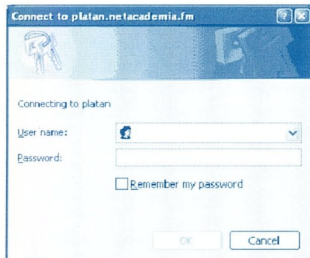 Connect to platan.netacademia.fm
Connecting to platan
User name:
Password:
Remember my password
OK
Cancel